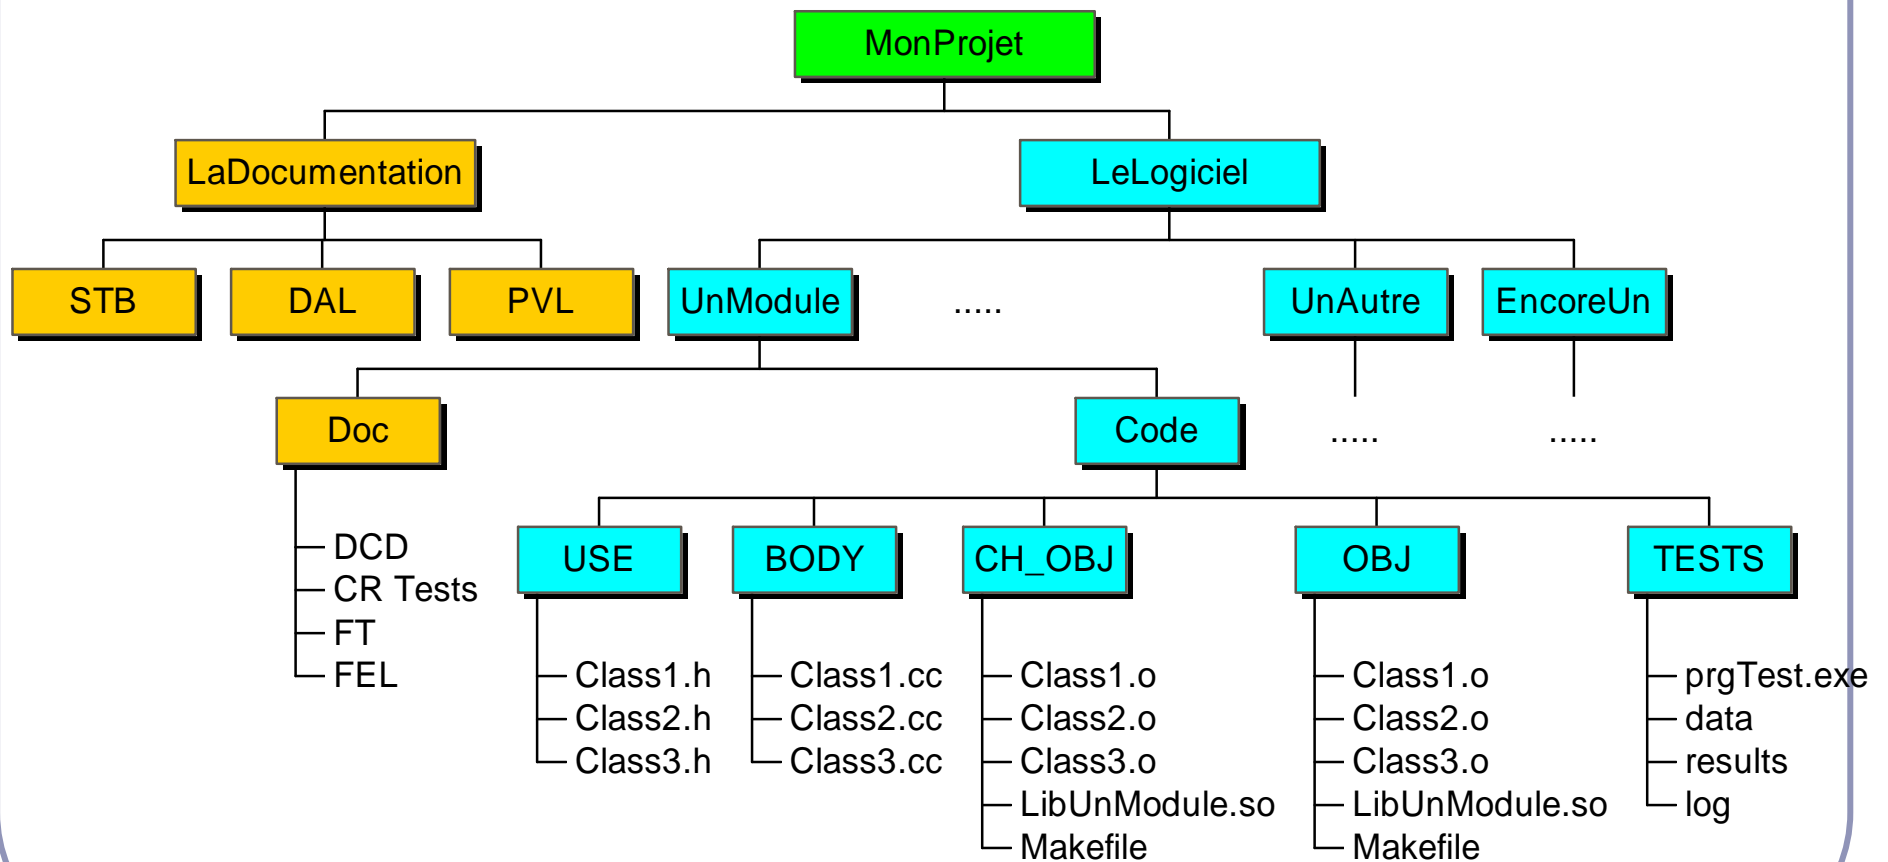 MonProjet
LaDocumentation LeLogiciel
STB DAL PVL UnModule ..... UnAutre EncoreUn
Doc Code ..... .....
USE BODY CH_OBJ OBJ TESTS
DCD
CR Tests
FT
FEL
Class1.h
Class2.h
Class3.h
Class1.cc
Class2.cc
Class3.cc
Class1.o
Class2.o
Class3.o
LibUnModule.so
Makefile
Class1.o
Class2.o
Class3.o
LibUnModule.so
Makefile
prgTest.exe
data
results
log